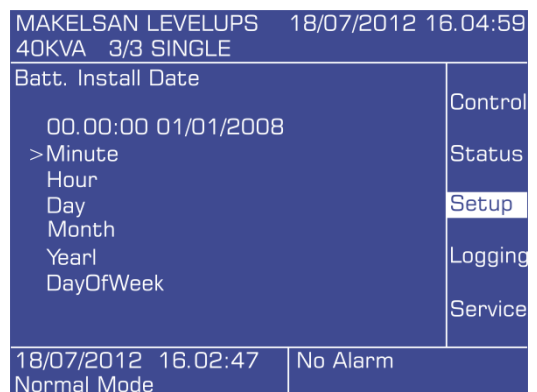 MAKELSAN LEVELUPS 18/07/2012 16.04:59
40KVA 3/3 SINGLE
Batt. Install Date
00.00:00 01/01/2008
>Minute
Hour
Day
Month
Yearl
DayOfWeek
Control
Status
Setup
Logging
Service
18/07/2012 16.02:47 No Alarm
Normal Mode